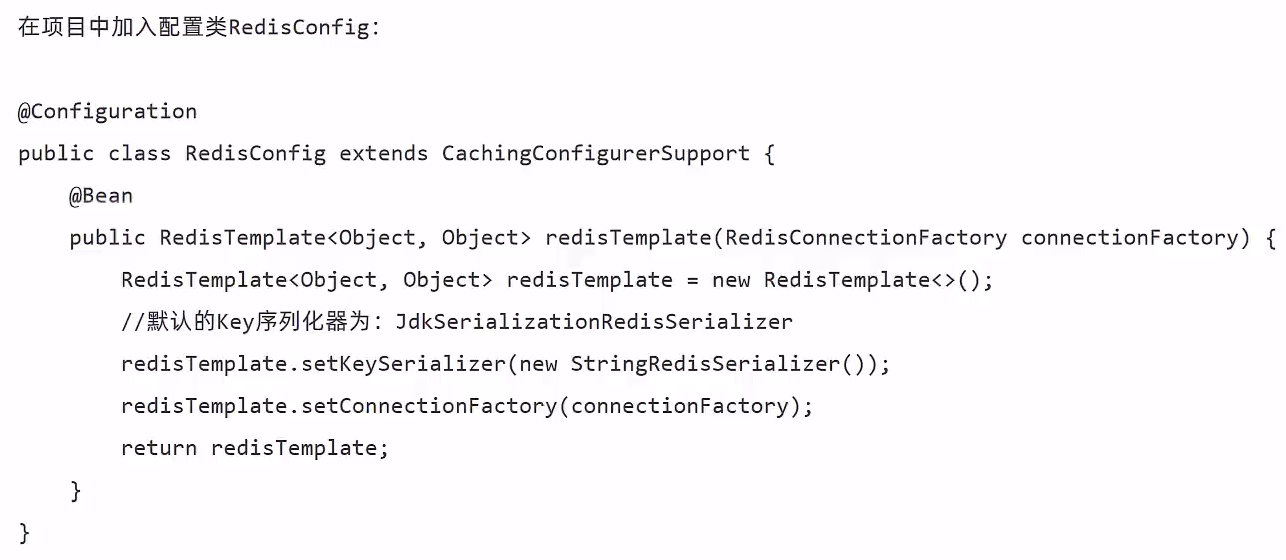 在项目中加入配置类RedisConfig：
@Configuration
public class RedisConfig extends CachingConfigurerSupport {
    @Bean
    public RedisTemplate<Object, Object> redisTemplate(RedisConnectionFactory connectionFactory) {
        RedisTemplate<Object, Object> redisTemplate = new RedisTemplate<>();
        //默认的Key序列化器为：JdkSerializationRedisSerializer
        redisTemplate.setKeySerializer(new StringRedisSerializer());
        redisTemplate.setConnectionFactory(connectionFactory);
        return redisTemplate;
    }
}